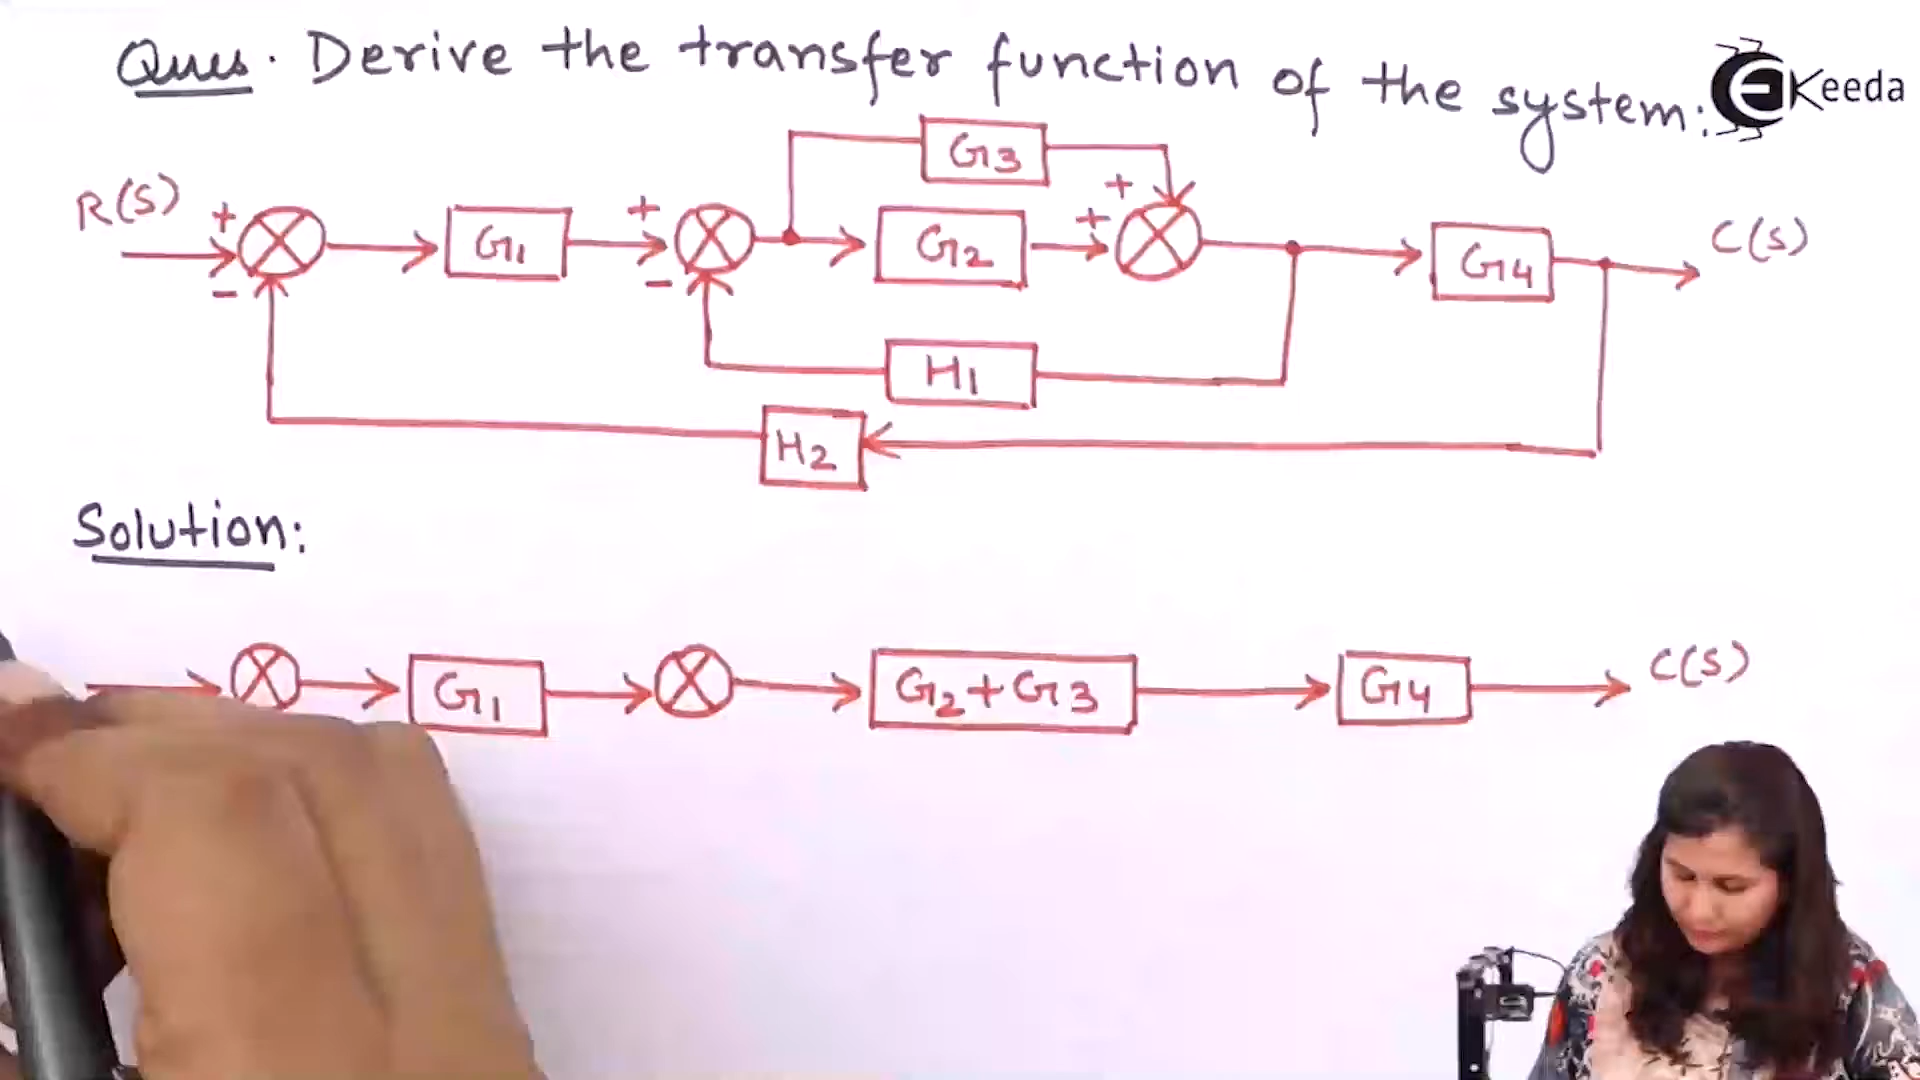 Ques. Derive the transfer function of the system:
EKeeda
G3
R(S) + - G1 + - G2 + + G4 C(S)
H1
H2
Solution:
G1 G2+G3 G4 C(S)